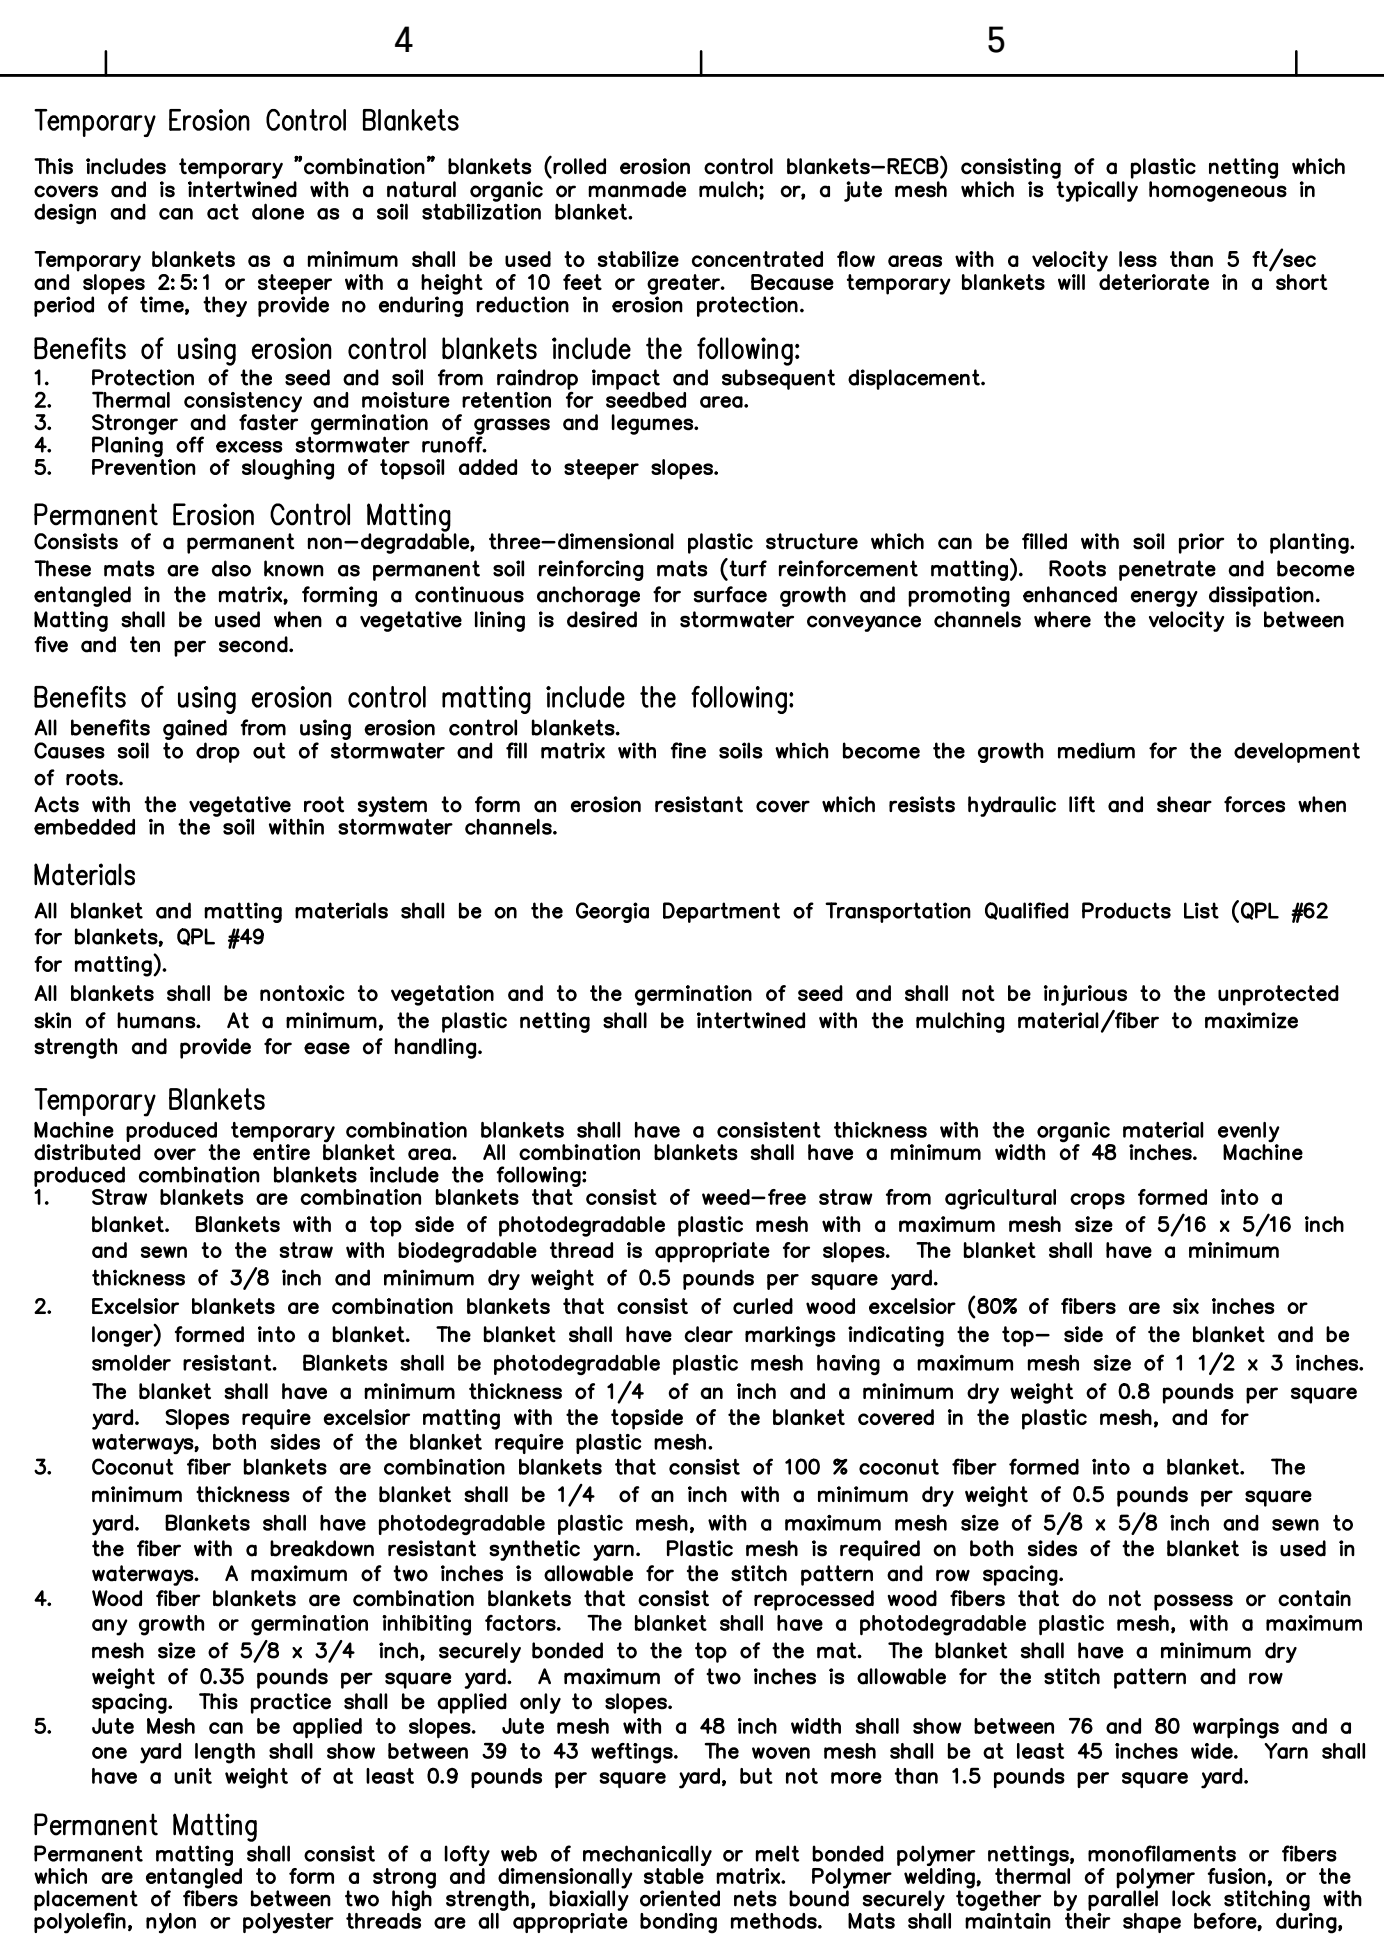 4 5
Temporary Erosion Control Blankets
This includes temporary "combination" blankets (rolled erosion control blankets–RECB) consisting of a plastic netting which
covers and is intertwined with a natural organic or manmade mulch; or, a jute mesh which is typically homogeneous in
design and can act alone as a soil stabilization blanket.
Temporary blankets as a minimum shall be used to stabilize concentrated flow areas with a velocity less than 5 ft/sec
and slopes 2:5:1 or steeper with a height of 10 feet or greater. Because temporary blankets will deteriorate in a short
period of time, they provide no enduring reduction in erosion protection.
Benefits of using erosion control blankets include the following:
1. Protection of the seed and soil from raindrop impact and subsequent displacement.
2. Thermal consistency and moisture retention for seedbed area.
3. Stronger and faster germination of grasses and legumes.
4. Planing off excess stormwater runoff.
5. Prevention of sloughing of topsoil added to steeper slopes.
Permanent Erosion Control Matting
Consists of a permanent non–degradable, three–dimensional plastic structure which can be filled with soil prior to planting.
These mats are also known as permanent soil reinforcing mats (turf reinforcement matting). Roots penetrate and become
entangled in the matrix, forming a continuous anchorage for surface growth and promoting enhanced energy dissipation.
Matting shall be used when a vegetative lining is desired in stormwater conveyance channels where the velocity is between
five and ten per second.
Benefits of using erosion control matting include the following:
All benefits gained from using erosion control blankets.
Causes soil to drop out of stormwater and fill matrix with fine soils which become the growth medium for the development
of roots.
Acts with the vegetative root system to form an erosion resistant cover which resists hydraulic lift and shear forces when
embedded in the soil within stormwater channels.
Materials
All blanket and matting materials shall be on the Georgia Department of Transportation Qualified Products List (QPL #62
for blankets, QPL #49
for matting).
All blankets shall be nontoxic to vegetation and to the germination of seed and shall not be injurious to the unprotected
skin of humans. At a minimum, the plastic netting shall be intertwined with the mulching material/fiber to maximize
strength and provide for ease of handling.
Temporary Blankets
Machine produced temporary combination blankets shall have a consistent thickness with the organic material evenly
distributed over the entire blanket area. All combination blankets shall have a minimum width of 48 inches. Machine
produced combination blankets include the following:
1. Straw blankets are combination blankets that consist of weed–free straw from agricultural crops formed into a
blanket. Blankets with a top side of photodegradable plastic mesh with a maximum mesh size of 5/16 x 5/16 inch
and sewn to the straw with biodegradable thread is appropriate for slopes. The blanket shall have a minimum
thickness of 3/8 inch and minimum dry weight of 0.5 pounds per square yard.
2. Excelsior blankets are combination blankets that consist of curled wood excelsior (80% of fibers are six inches or
longer) formed into a blanket. The blanket shall have clear markings indicating the top– side of the blanket and be
smolder resistant. Blankets shall be photodegradable plastic mesh having a maximum mesh size of 1 1/2 x 3 inches.
The blanket shall have a minimum thickness of 1/4 of an inch and a minimum dry weight of 0.8 pounds per square
yard. Slopes require excelsior matting with the topside of the blanket covered in the plastic mesh, and for
waterways, both sides of the blanket require plastic mesh.
3. Coconut fiber blankets are combination blankets that consist of 100 % coconut fiber formed into a blanket. The
minimum thickness of the blanket shall be 1/4 of an inch with a minimum dry weight of 0.5 pounds per square
yard. Blankets shall have photodegradable plastic mesh, with a maximum mesh size of 5/8 x 5/8 inch and sewn to
the fiber with a breakdown resistant synthetic yarn. Plastic mesh is required on both sides of the blanket is used in
waterways. A maximum of two inches is allowable for the stitch pattern and row spacing.
4. Wood fiber blankets are combination blankets that consist of reprocessed wood fibers that do not possess or contain
any growth or germination inhibiting factors. The blanket shall have a photodegradable plastic mesh, with a maximum
mesh size of 5/8 x 3/4 inch, securely bonded to the top of the mat. The blanket shall have a minimum dry
weight of 0.35 pounds per square yard. A maximum of two inches is allowable for the stitch pattern and row
spacing. This practice shall be applied only to slopes.
5. Jute Mesh can be applied to slopes. Jute mesh with a 48 inch width shall show between 76 and 80 warpings and a
one yard length shall show between 39 to 43 weftings. The woven mesh shall be at least 45 inches wide. Yarn shall
have a unit weight of at least 0.9 pounds per square yard, but not more than 1.5 pounds per square yard.
Permanent Matting
Permanent matting shall consist of a lofty web of mechanically or melt bonded polymer nettings, monofilaments or fibers
which are entangled to form a strong and dimensionally stable matrix. Polymer welding, thermal of polymer fusion, or the
placement of fibers between two high strength, biaxially oriented nets bound securely together by parallel lock stitching with
polyolefin, nylon or polyester threads are all appropriate bonding methods. Mats shall maintain their shape before, during,